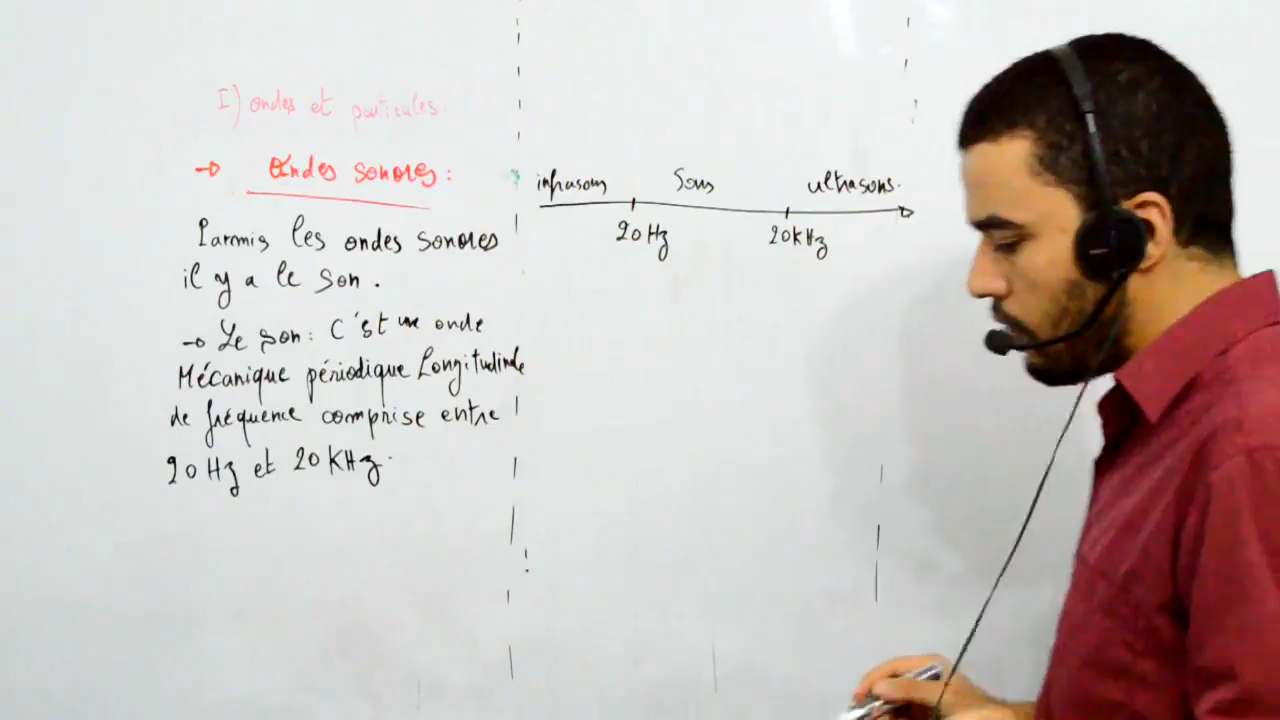 I) ondes et particules.
→ Ondes sonores :
Parmis les ondes sonores
il y a le son.
→ Le son : C'est une onde
Mécanique périodique Longitudinale
de fréquence comprise entre
20 Hz et 20 KHz.
infrasons Sons ultrasons.
20 Hz 20 kHz